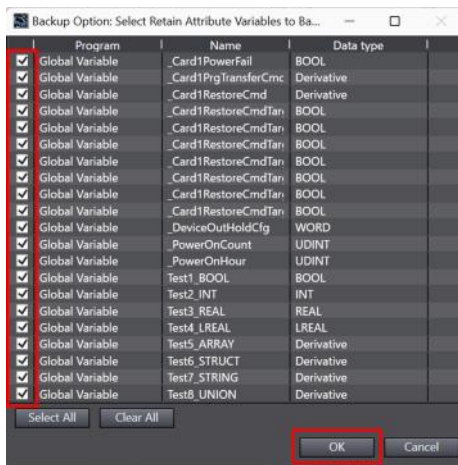 Backup Option: Select Retain Attribute Variables to Ba...
Program Name Data type
Global Variable _Card1PowerFail BOOL
Global Variable _Card1PrgTransferCmd Derivative
Global Variable _Card1RestoreCmd Derivative
Global Variable _Card1RestoreCmdTar BOOL
Global Variable _Card1RestoreCmdTar BOOL
Global Variable _Card1RestoreCmdTar BOOL
Global Variable _Card1RestoreCmdTar BOOL
Global Variable _Card1RestoreCmdTar BOOL
Global Variable _Card1RestoreCmdTar BOOL
Global Variable _DeviceOutHoldCfg WORD
Global Variable _PowerOnCount UDINT
Global Variable _PowerOnHour UDINT
Global Variable Test1_BOOL BOOL
Global Variable Test2_INT INT
Global Variable Test3_REAL REAL
Global Variable Test4_LREAL LREAL
Global Variable Test5_ARRAY Derivative
Global Variable Test6_STRUCT Derivative
Global Variable Test7_STRING Derivative
Global Variable Test8_UNION Derivative
Select All Clear All
OK Cancel